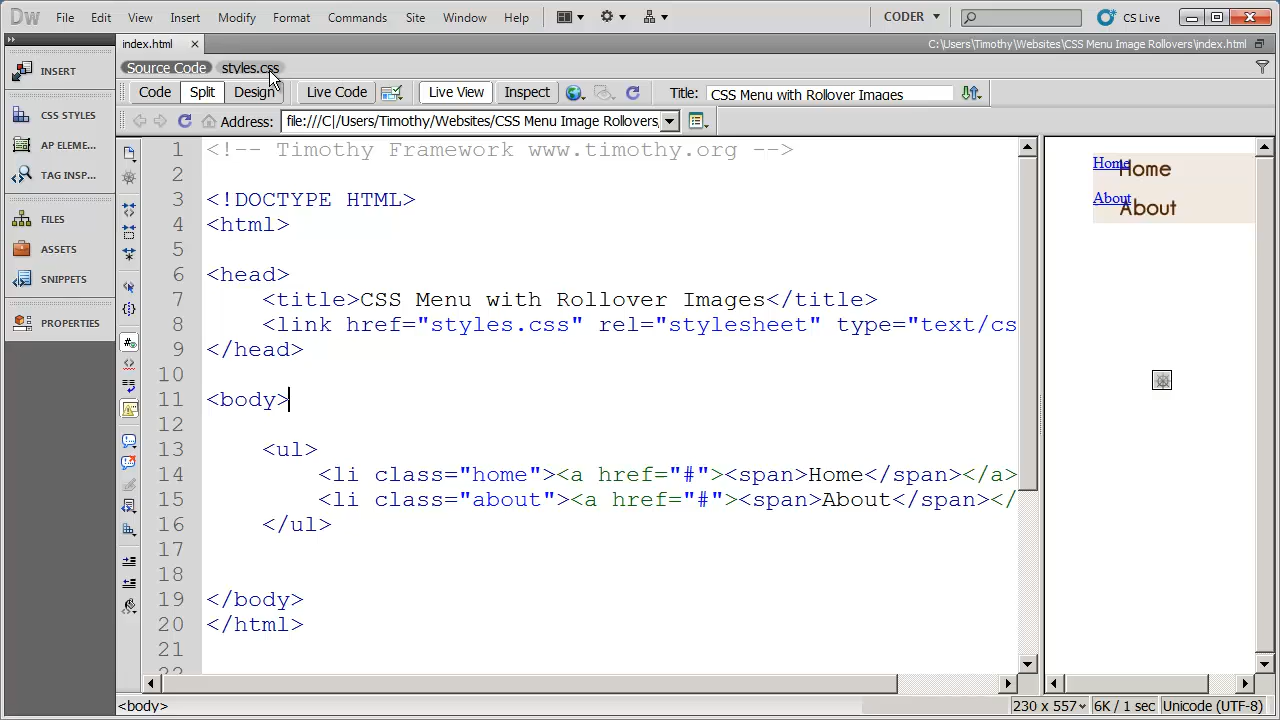 Dw File Edit View Insert Modify Format Commands Site Window Help CODER CS Live
index.html C:\Users\Timothy\Websites\CSS Menu Image Rollovers\index.html
Source Code styles.css
Code Split Design Live Code Live View Inspect Title: CSS Menu with Rollover Images
Address: file:///C|/Users/Timothy/Websites/CSS Menu Image Rollovers,
INSERT
CSS STYLES
AP ELEME...
TAG INSP...
FILES
ASSETS
SNIPPETS
PROPERTIES
1 <!-- Timothy Framework www.timothy.org -->
2
3 <!DOCTYPE HTML>
4 <html>
5
6 <head>
7 <title>CSS Menu with Rollover Images</title>
8 <link href="styles.css" rel="stylesheet" type="text/cs
9 </head>
10
11 <body>
12
13 <ul>
14 <li class="home"><a href="#"><span>Home</span></a>
15 <li class="about"><a href="#"><span>About</span></
16 </ul>
17
18
19 </body>
20 </html>
21
22
Home Home
About About
<body> 230 x 557 6K / 1 sec Unicode (UTF-8)